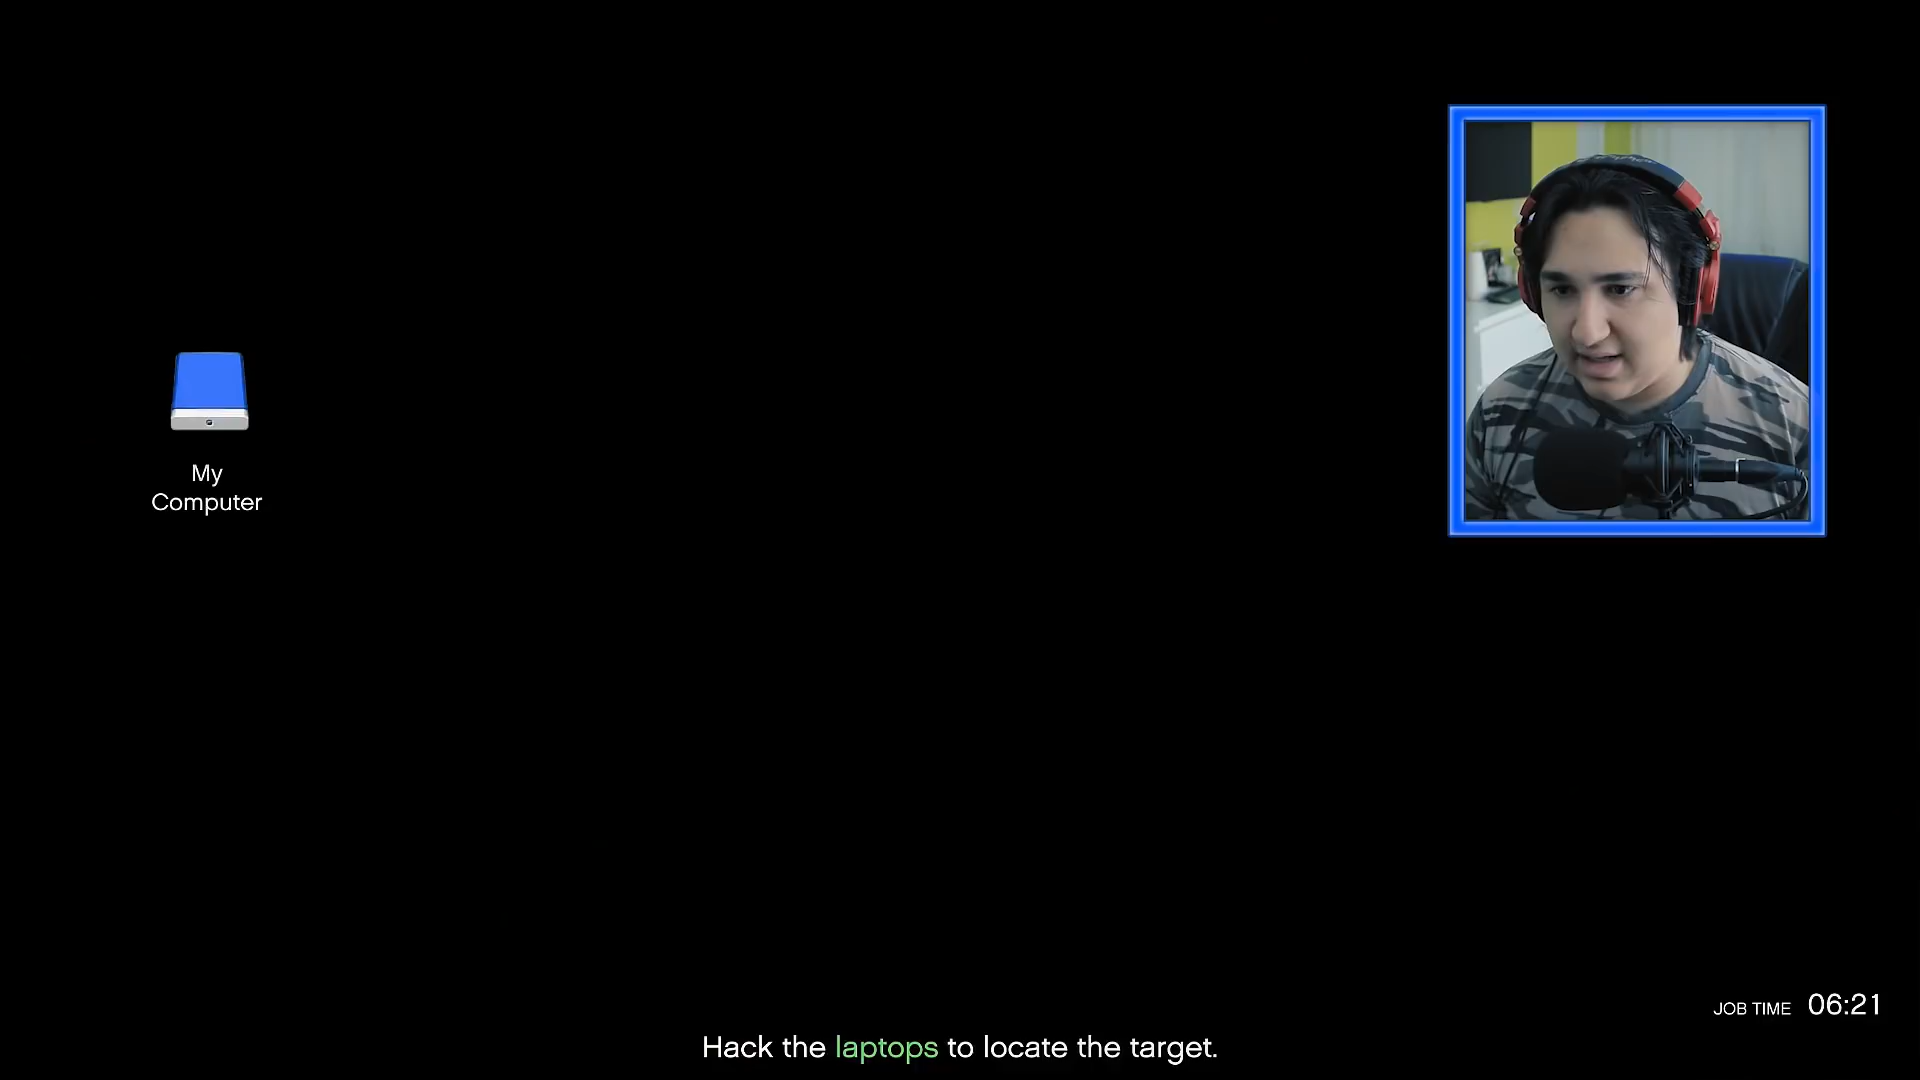 My
Computer
JOB TIME 06:21
Hack the laptops to locate the target.